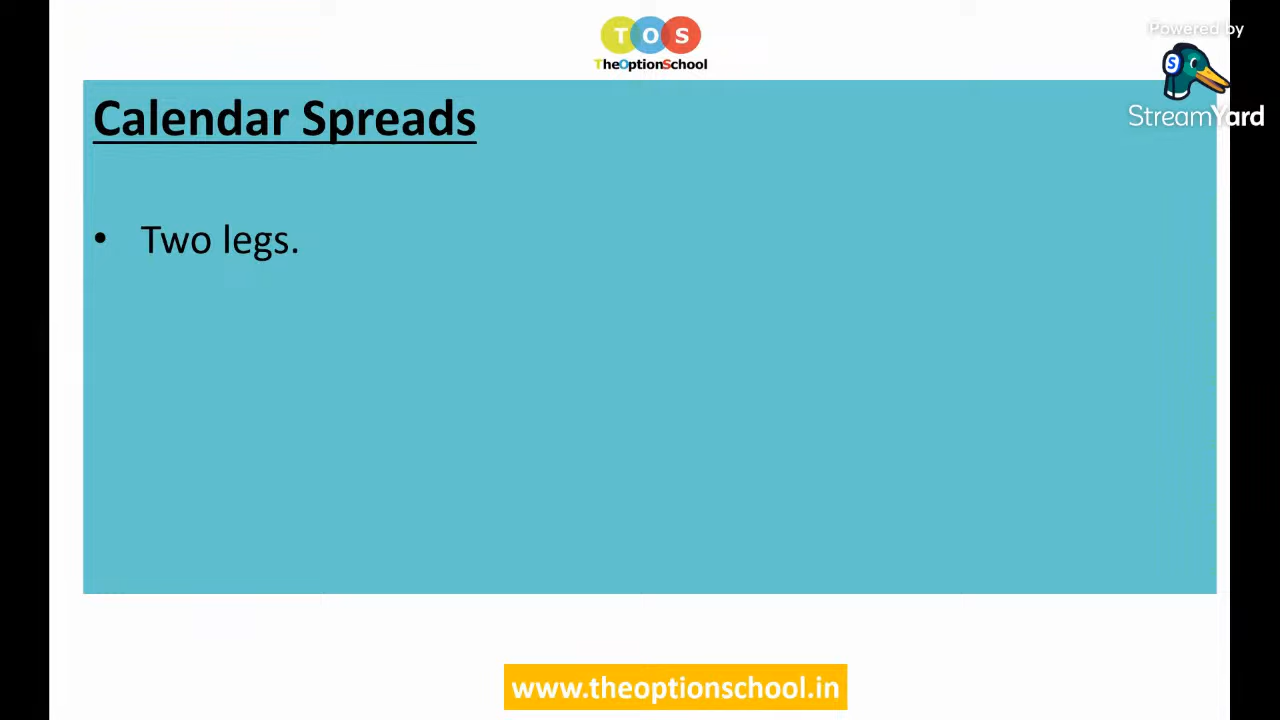 T O S
TheOptionSchool
Powered by
S
StreamYard
Calendar Spreads
• Two legs.
www.theoptionschool.in